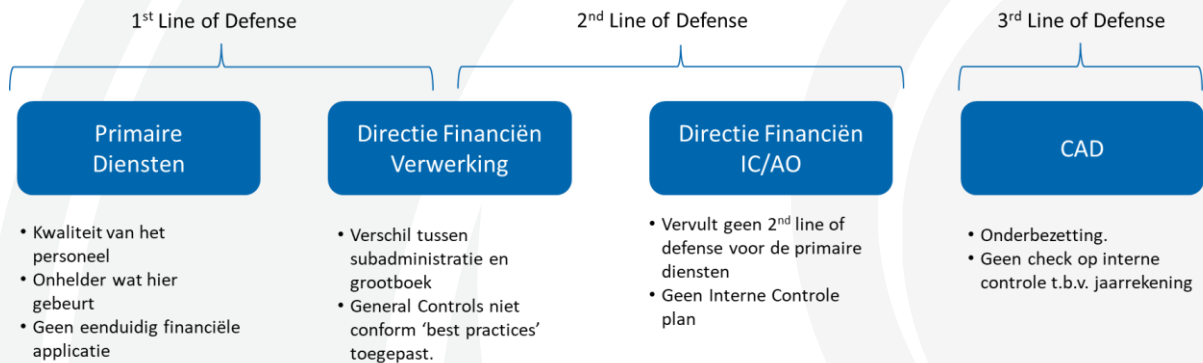 1st Line of Defense
2nd Line of Defense
3rd Line of Defense
Primaire
Diensten
Directie Financiën
Verwerking
Directie Financiën
IC/AO
CAD
• Kwaliteit van het
personeel
• Onhelder wat hier
gebeurt
• Geen eenduidig financiële
applicatie
• Verschil tussen
subadministratie en
grootboek
• General Controls niet
conform ‘best practices’
toegepast.
• Vervult geen 2nd line of
defense voor de primaire
diensten
• Geen Interne Controle
plan
• Onderbezetting.
• Geen check op interne
controle t.b.v. jaarrekening